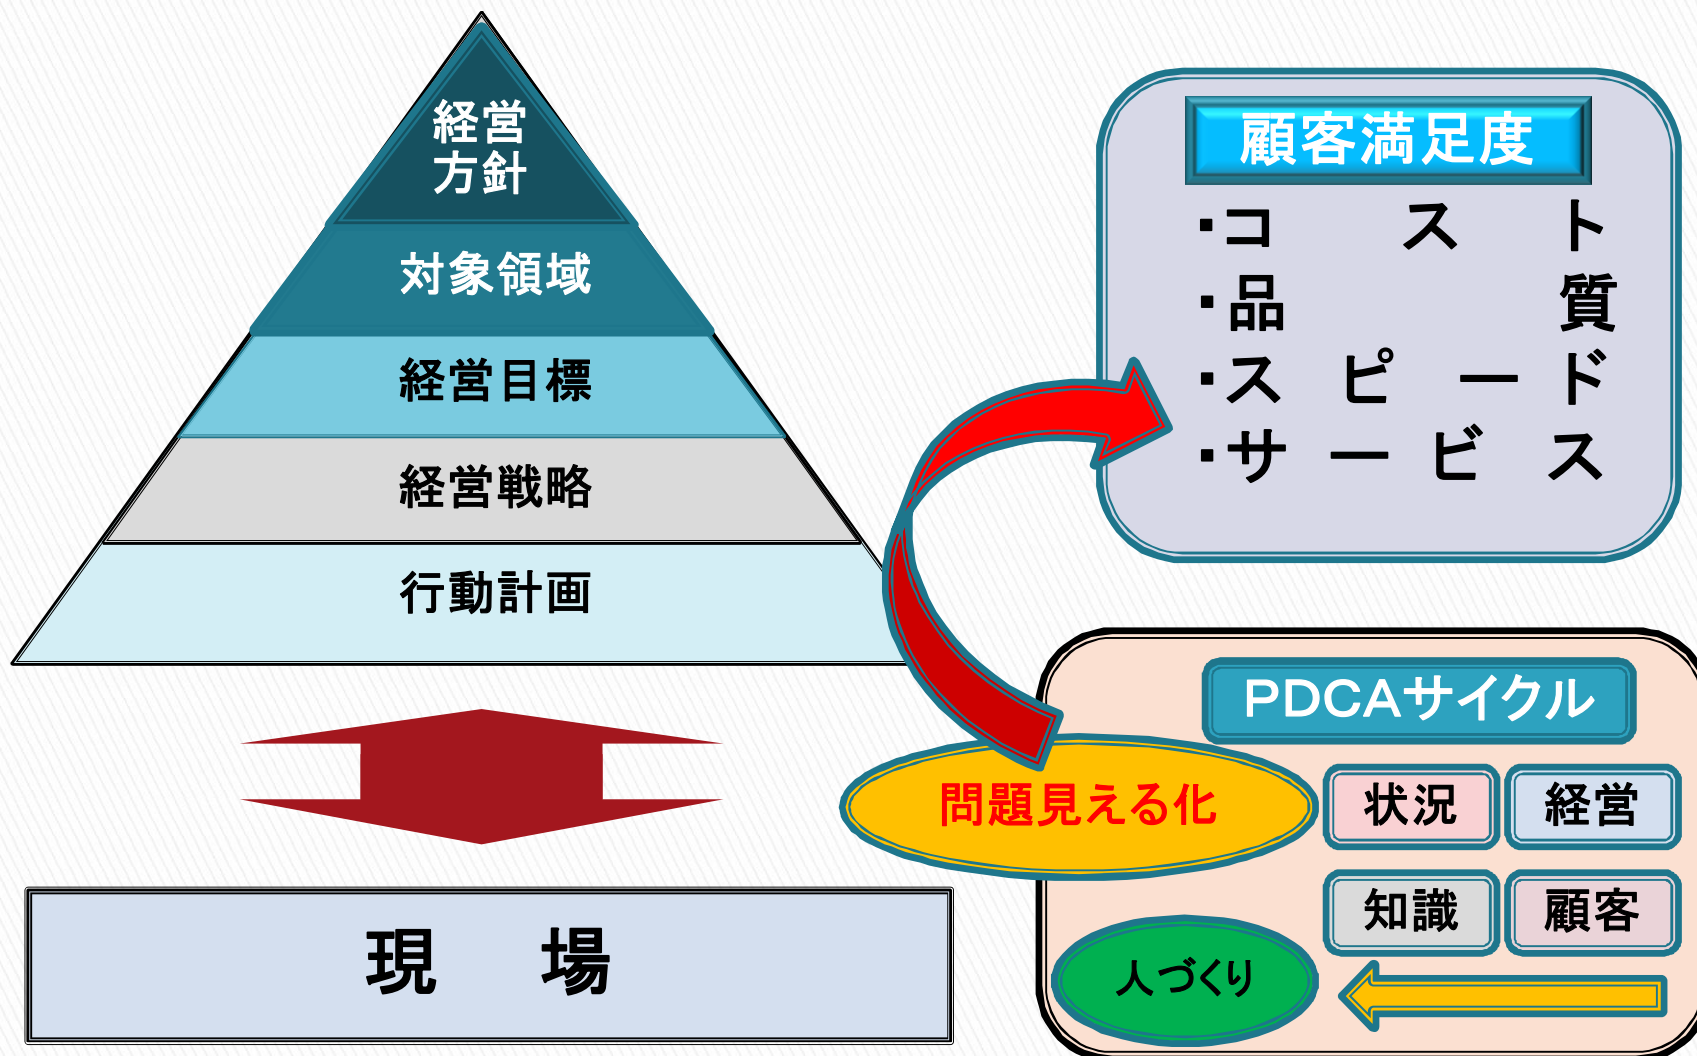 経営
方針
対象領域
経営目標
経営戦略
行動計画
現 場
顧客満足度
・コスト
・品質
・スピード
・サービス
PDCAサイクル
問題見える化
状況 経営
知識 顧客
人づくり